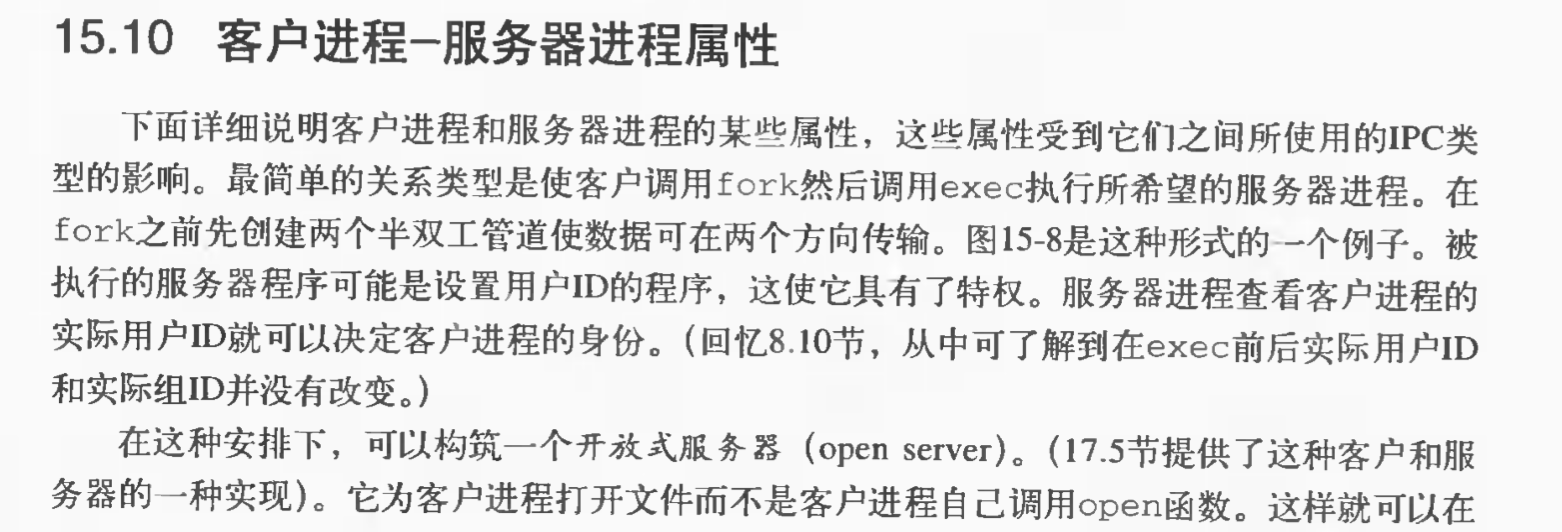 15.10 客户进程–服务器进程属性
下面详细说明客户进程和服务器进程的某些属性，这些属性受到它们之间所使用的IPC类
型的影响。最简单的关系类型是使客户调用fork然后调用exec执行所希望的服务器进程。在
fork之前先创建两个半双工管道使数据可在两个方向传输。图15-8是这种形式的一个例子。被
执行的服务器程序可能是设置用户ID的程序，这使它具有了特权。服务器进程查看客户进程的
实际用户ID就可以决定客户进程的身份。（回忆8.10节，从中可了解到在exec前后实际用户ID
和实际组ID并没有改变。）
在这种安排下，可以构筑一个开放式服务器（open server）。（17.5节提供了这种客户和服
务器的一种实现）。它为客户进程打开文件而不是客户进程自己调用open函数。这样就可以在